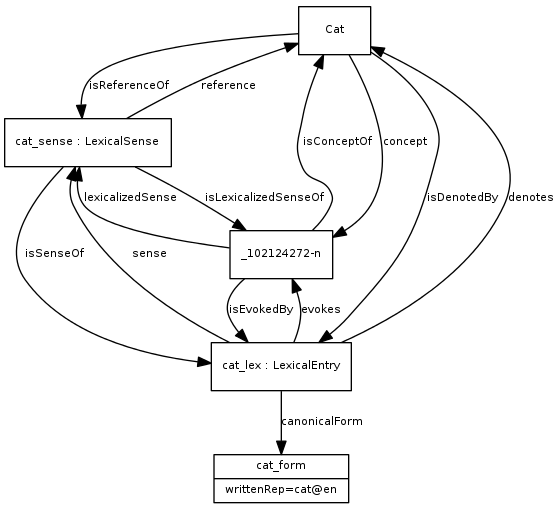 Cat
isReferenceOf
reference
cat_sense : LexicalSense
isConceptOf
concept
lexicalizedSense
isLexicalizedSenseOf
isDenotedBy
denotes
isSenseOf
sense
_102124272-n
isEvokedBy
evokes
cat_lex : LexicalEntry
canonicalForm
cat_form
writtenRep=cat@en